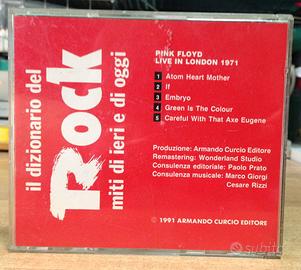 il dizionario del
Rock
miti di ieri e di oggi
PINK FLOYD
LIVE IN LONDON 1971
1 Atom Heart Mother
2 If
3 Embryo
4 Green Is The Colour
5 Careful With That Axe Eugene
Produzione: Armando Curcio Editore
Remastering: Wonderland Studio
Consulenza editoriale: Paolo Prato
Consulenza musicale: Marco Giorgi
Cesare Rizzi
© 1991 ARMANDO CURCIO EDITORE
subito